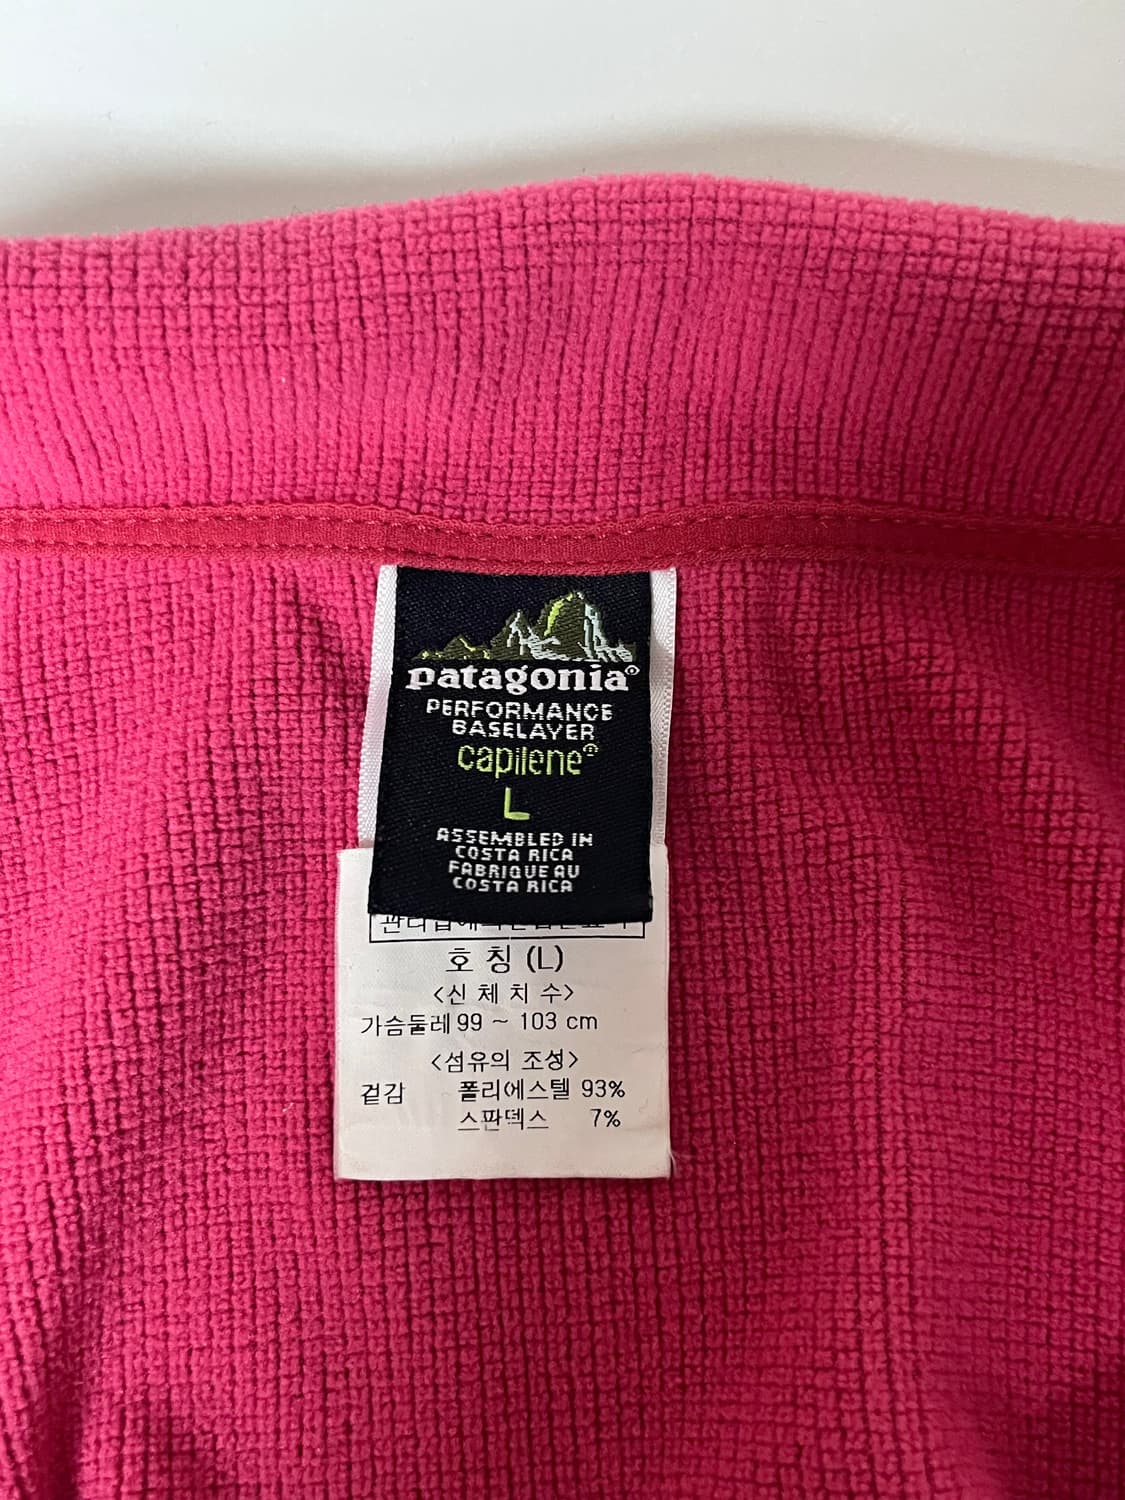 patagonia®
PERFORMANCE
BASELAYER
capilene®
L
ASSEMBLED IN
COSTA RICA
FABRIQUE AU
COSTA RICA
호 칭 (L)
<신 체 치 수>
가슴둘레 99 ~ 103 cm
<섬유의 조성>
겉감 폴리에스텔 93%
스판덱스 7%